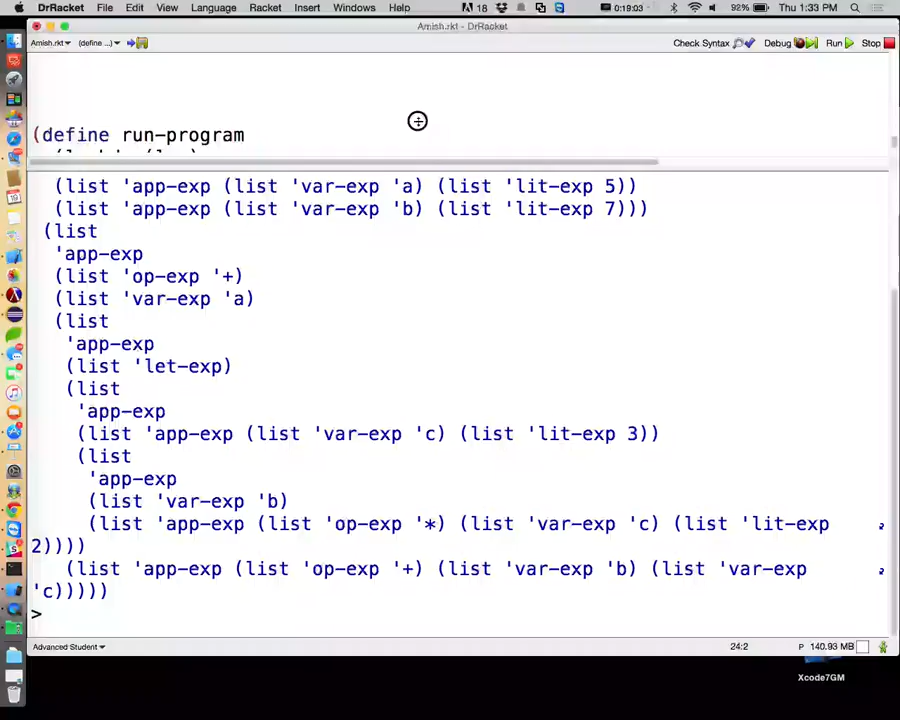 DrRacket File Edit View Language Racket Insert Windows Help 18 0:19:03 92% Thu 1:33 PM
Amish.rkt - DrRacket
Amish.rkt (define ...) Check Syntax Debug Run Stop
(define run-program
(list 'app-exp (list 'var-exp 'a) (list 'lit-exp 5))
(list 'app-exp (list 'var-exp 'b) (list 'lit-exp 7)))
(list
'app-exp
(list 'op-exp '+)
(list 'var-exp 'a)
(list
'app-exp
(list 'let-exp)
(list
'app-exp
(list 'app-exp (list 'var-exp 'c) (list 'lit-exp 3))
(list
'app-exp
(list 'var-exp 'b)
(list 'app-exp (list 'op-exp '*) (list 'var-exp 'c) (list 'lit-exp
2))))
(list 'app-exp (list 'op-exp '+) (list 'var-exp 'b) (list 'var-exp
'c)))))
>
Advanced Student 24:2 P 140.93 MB
Xcode7GM